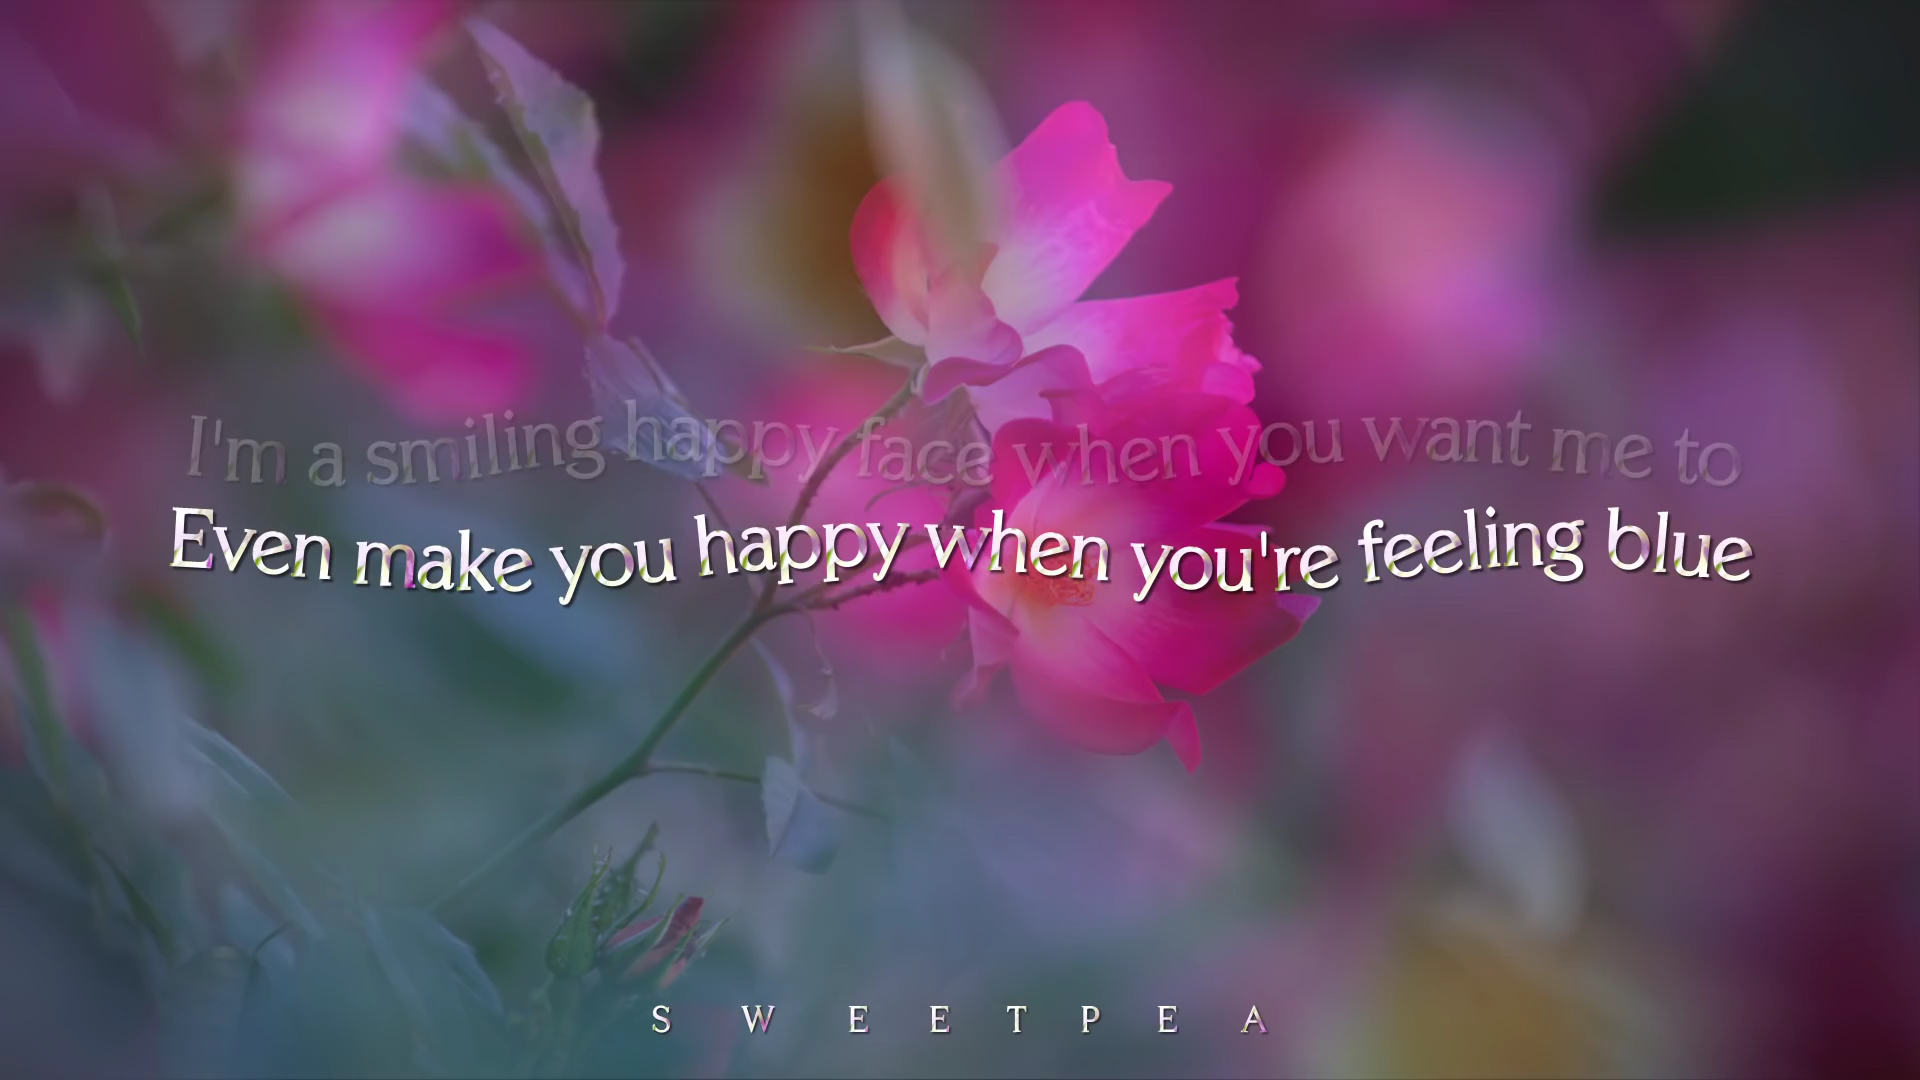 I'm a smiling happy face when you want me to
Even make you happy when you're feeling blue
S W E E T P E A